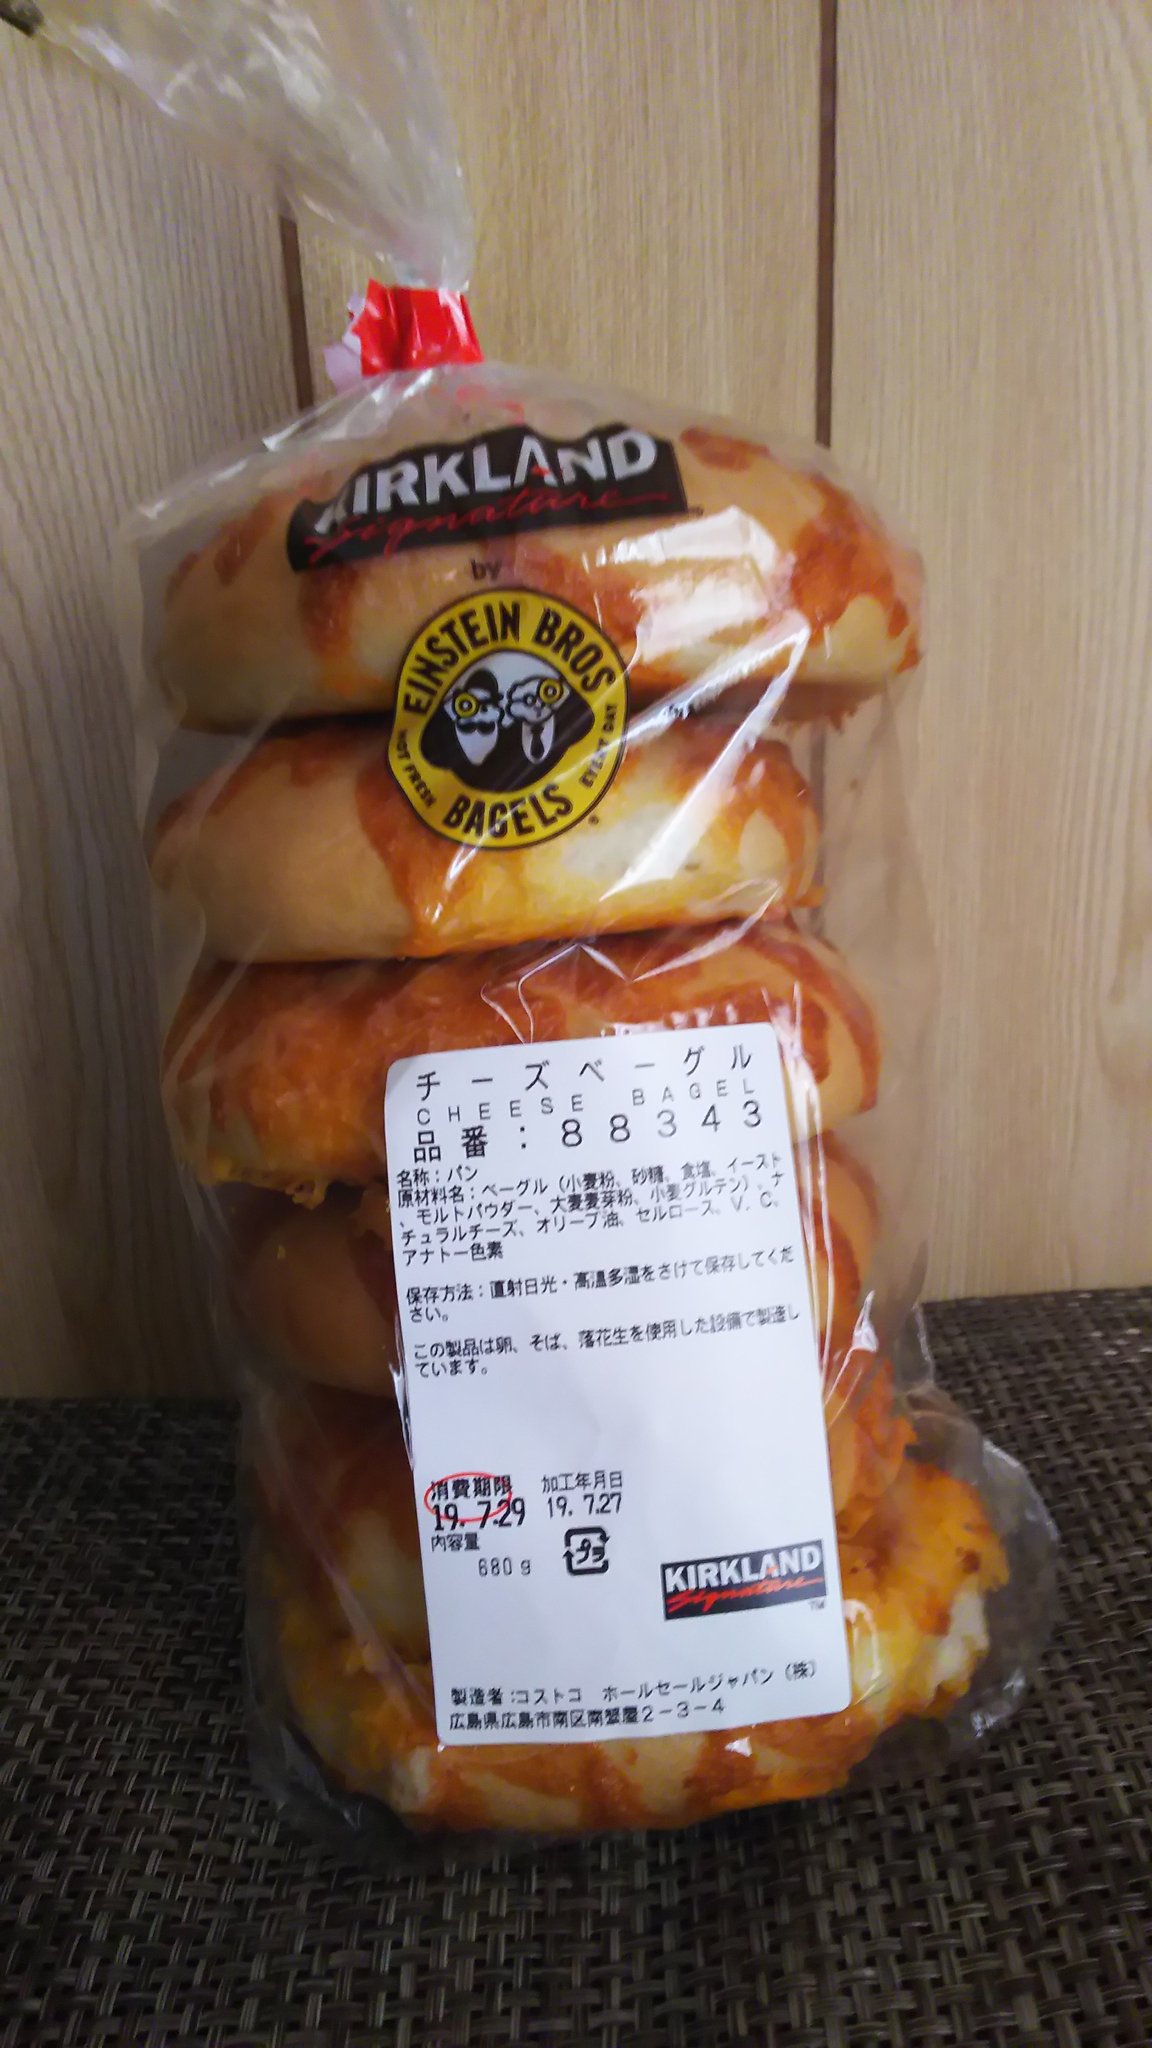 KIRKLAND
Signature
by
EINSTEIN BROS
HOT FRESH
EVERY DAY
BAGELS
チーズベーグル
CHEESE BAGEL
品番:88343
名称:パン
原材料名:ベーグル(小麦粉、砂糖、食塩、イースト
、モルトパウダー、大麦麦芽粉、小麦グルテン)、ナ
チュラルチーズ、オリーブ油、セルロース、V.C、
アナトー色素
保存方法:直射日光・高温多湿をさけて保存してくだ
さい。
この製品は卵、そば、落花生を使用した設備で製造し
ています。
消費期限 加工年月日
19.7.29 19.7.27
内容量
680g プラ
KIRKLAND
Signature
TM
製造者:コストコ ホールセールジャパン(株)
広島県広島市南区南蟹屋2-3-4